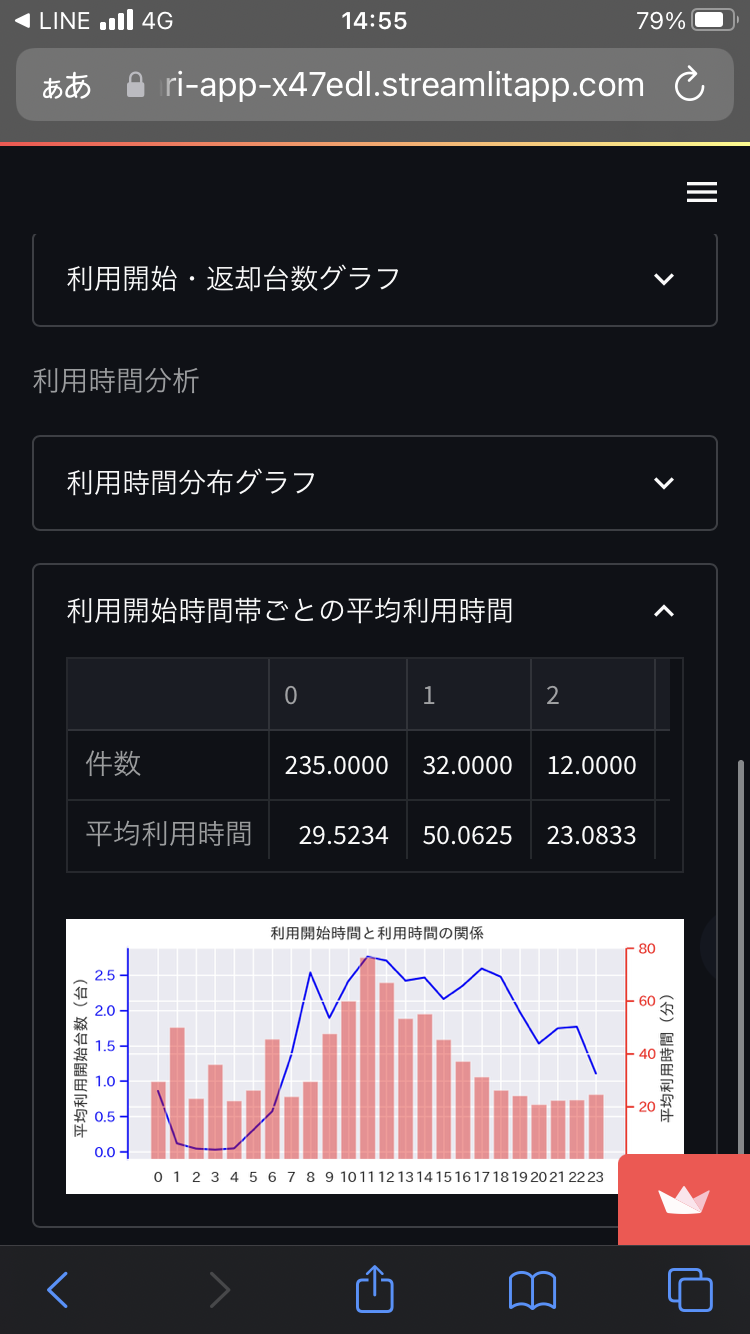 ◀ LINE 4G 14:55 79%
ぁあ ri-app-x47edl.streamlitapp.com
利用開始・返却台数グラフ
利用時間分析
利用時間分布グラフ
利用開始時間帯ごとの平均利用時間
0 1 2
件数 235.0000 32.0000 12.0000
平均利用時間 29.5234 50.0625 23.0833
利用開始時間と利用時間の関係
平均利用開始台数（台）
2.5
2.0
1.5
1.0
0.5
0.0
80
60
40
20
平均利用時間（分）
0 1 2 3 4 5 6 7 8 9 10 11 12 13 14 15 16 17 18 19 20 21 22 23